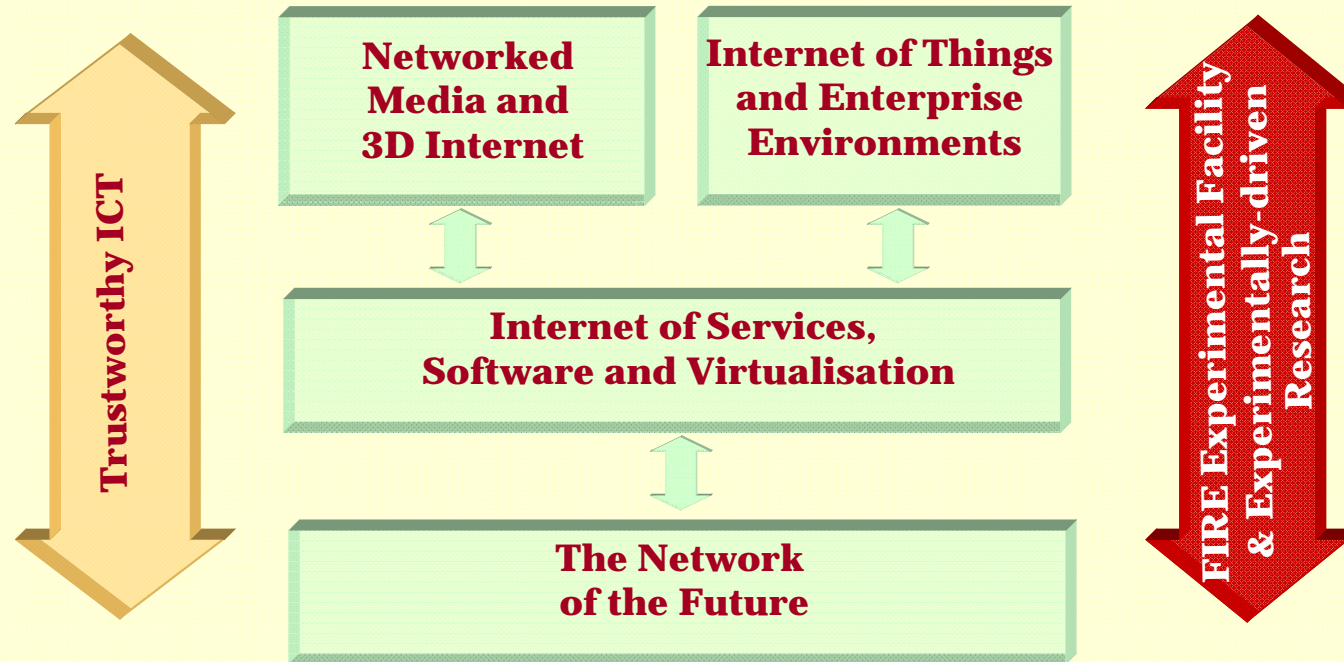 Trustworthy ICT
Networked
Media and
3D Internet
Internet of Things
and Enterprise
Environments
Internet of Services,
Software and Virtualisation
The Network
of the Future
FIRE Experimental Facility
& Experimentally-driven
Research